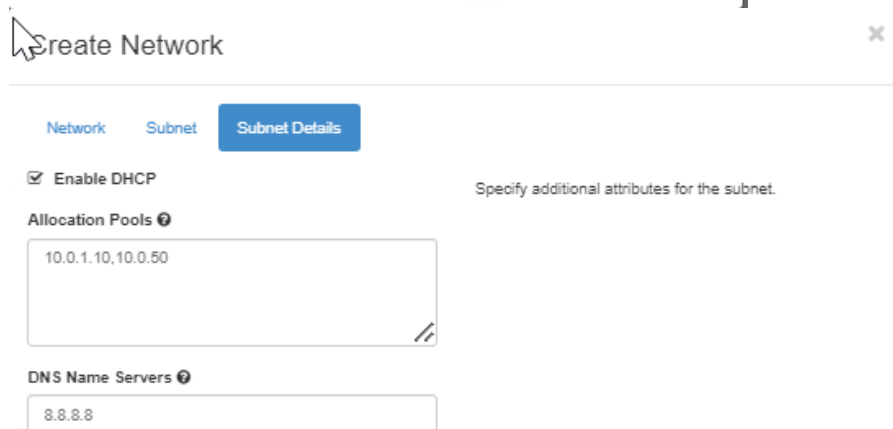 Create Network
Network Subnet Subnet Details
Enable DHCP
Specify additional attributes for the subnet.
Allocation Pools
10.0.1.10,10.0.50
DNS Name Servers
8.8.8.8